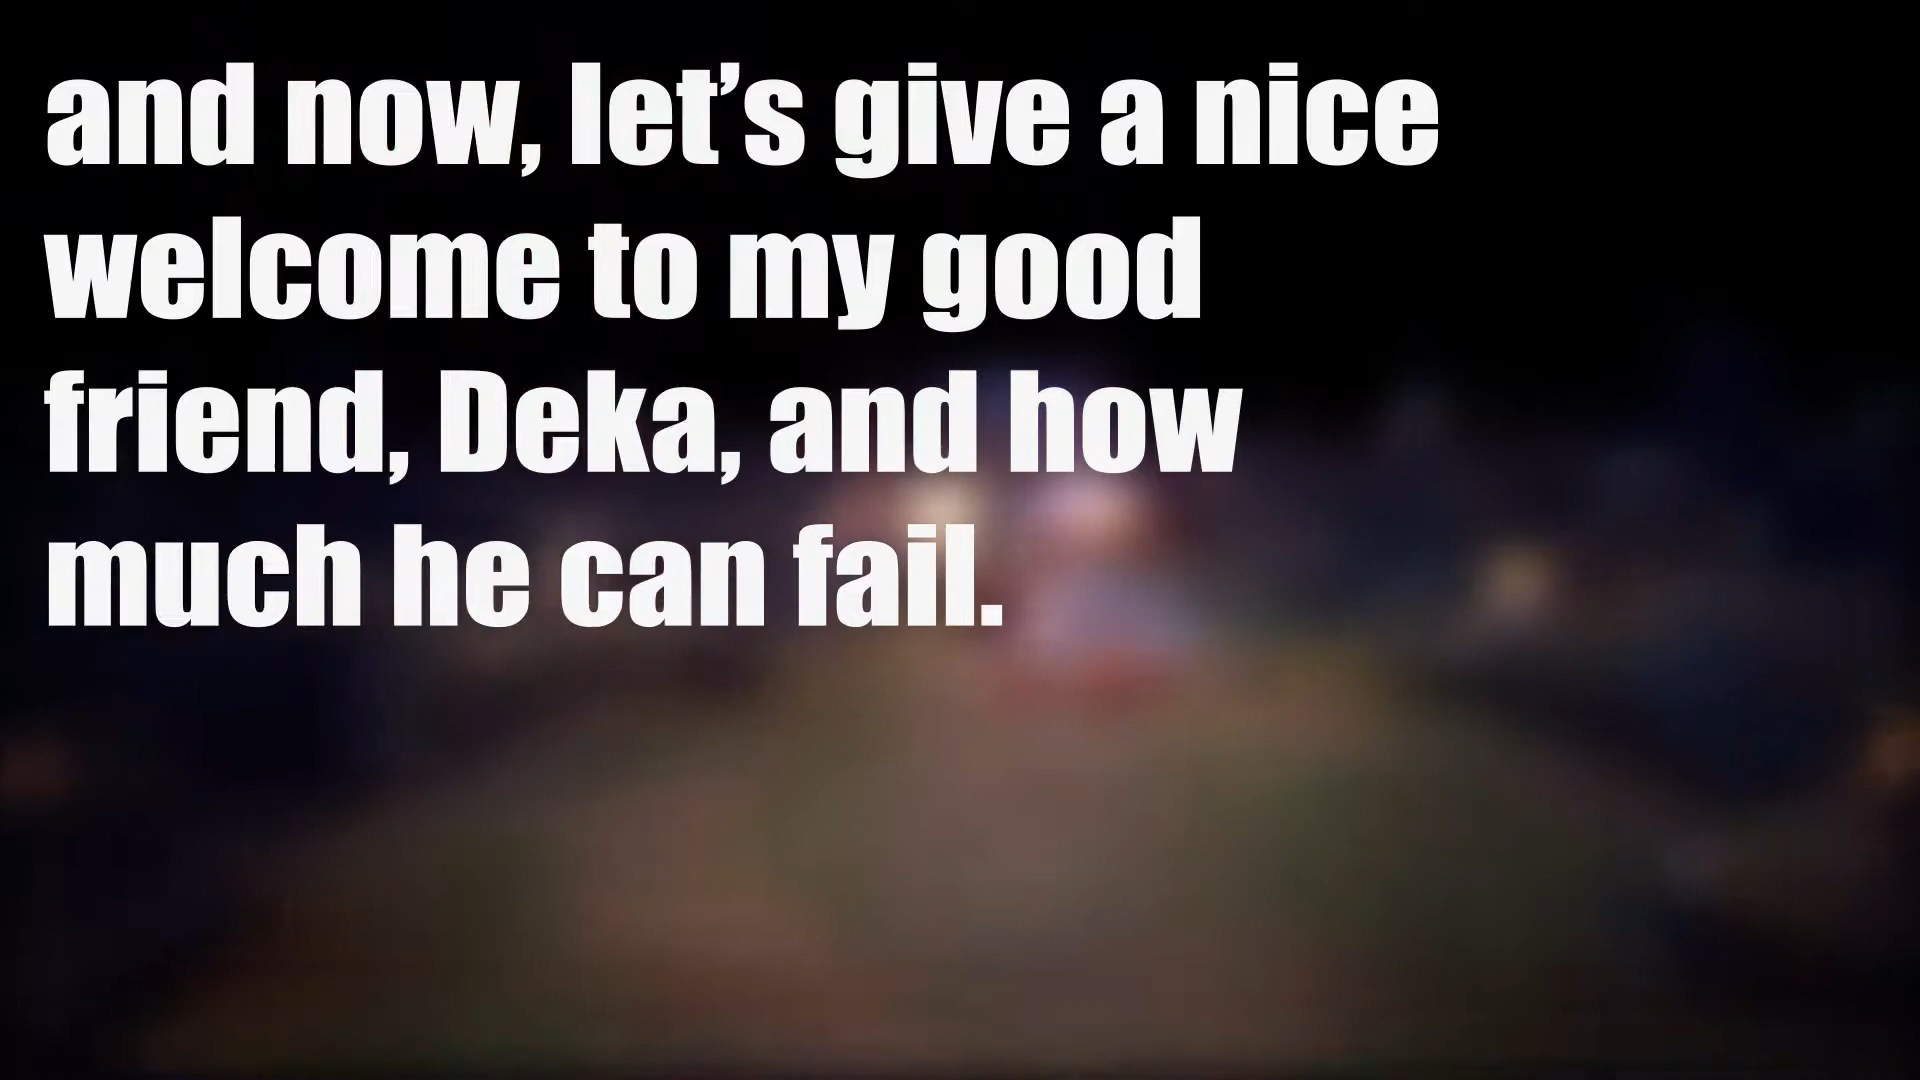 and now, let’s give a nice
welcome to my good
friend, Deka, and how
much he can fail.